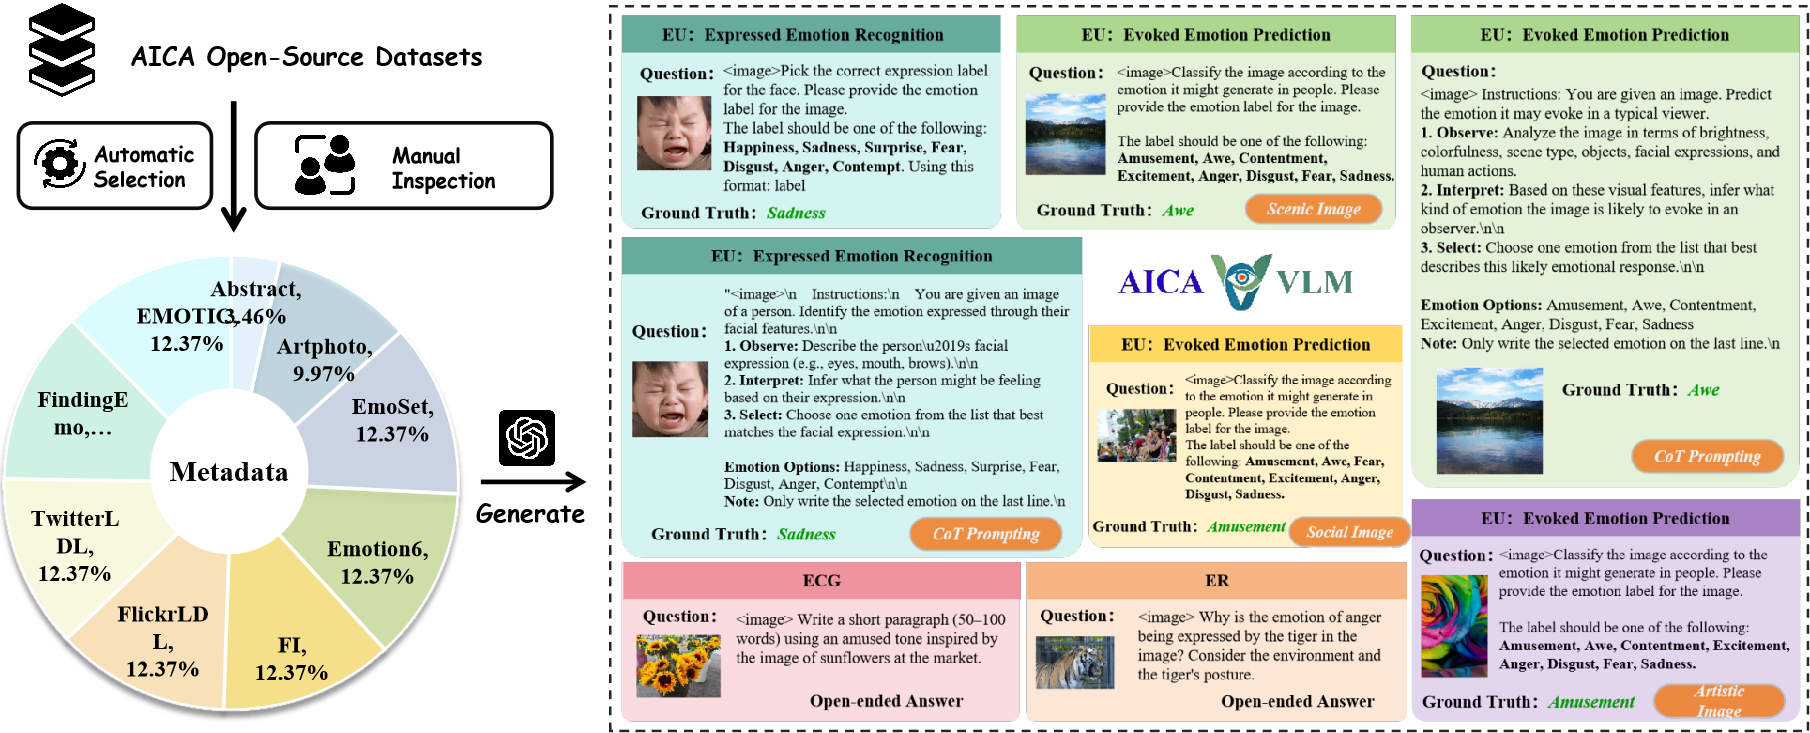 AICA Open-Source Datasets
Automatic
Selection
Manual
Inspection
Abstract,
3.46%
EMOTIC,
12.37%
Artphoto,
9.97%
FindingE
mo,…
EmoSet,
12.37%
Metadata
TwitterL
DL,
12.37%
Emotion6,
12.37%
FlickrLD
L,
12.37%
FI,
12.37%
Generate
EU: Expressed Emotion Recognition
Question:
<image>Pick the correct expression label
for the face. Please provide the emotion
label for the image.
The label should be one of the following:
Happiness, Sadness, Surprise, Fear,
Disgust, Anger, Contempt. Using this
format: label
Ground Truth: Sadness
EU: Evoked Emotion Prediction
Question:
<image>Classify the image according to the
emotion it might generate in people. Please
provide the emotion label for the image.
The label should be one of the following:
Amusement, Awe, Contentment,
Excitement, Anger, Disgust, Fear, Sadness.
Ground Truth: Awe
Scenic Image
EU: Evoked Emotion Prediction
Question:
<image> Instructions: You are given an image. Predict
the emotion it may evoke in a typical viewer.
1. Observe: Analyze the image in terms of brightness,
colorfulness, scene type, objects, facial expressions, and
human actions.
2. Interpret: Based on these visual features, infer what
kind of emotion the image is likely to evoke in an
observer.\n\n
3. Select: Choose one emotion from the list that best
describes this likely emotional response.\n\n
Emotion Options: Amusement, Awe, Contentment,
Excitement, Anger, Disgust, Fear, Sadness
Note: Only write the selected emotion on the last line.\n
Ground Truth: Awe
CoT Prompting
EU: Expressed Emotion Recognition
Question:
"<image>\n Instructions:\n You are given an image
of a person. Identify the emotion expressed through their
facial features.\n\n
1. Observe: Describe the person\u2019s facial
expression (e.g., eyes, mouth, brows).\n\n
2. Interpret: Infer what the person might be feeling
based on their expression.\n\n
3. Select: Choose one emotion from the list that best
matches the facial expression.\n\n
Emotion Options: Happiness, Sadness, Surprise, Fear,
Disgust, Anger, Contempt\n\n
Note: Only write the selected emotion on the last line.\n
Ground Truth: Sadness
CoT Prompting
AICA VLM
EU: Evoked Emotion Prediction
Question:
<image>Classify the image according
to the emotion it might generate in
people. Please provide the emotion
label for the image.
The label should be one of the
following: Amusement, Awe, Fear,
Contentment, Excitement, Anger,
Disgust, Sadness.
Ground Truth: Amusement
Social Image
ECG
Question:
<image> Write a short paragraph (50–100
words) using an amused tone inspired by
the image of sunflowers at the market.
Open-ended Answer
ER
Question:
<image> Why is the emotion of anger
being expressed by the tiger in the
image? Consider the environment and
the tiger's posture.
Open-ended Answer
EU: Evoked Emotion Prediction
Question:
<image>Classify the image according to the
emotion it might generate in people. Please
provide the emotion label for the image.
The label should be one of the following:
Amusement, Awe, Contentment, Excitement,
Anger, Disgust, Fear, Sadness.
Ground Truth: Amusement
Artistic
Image